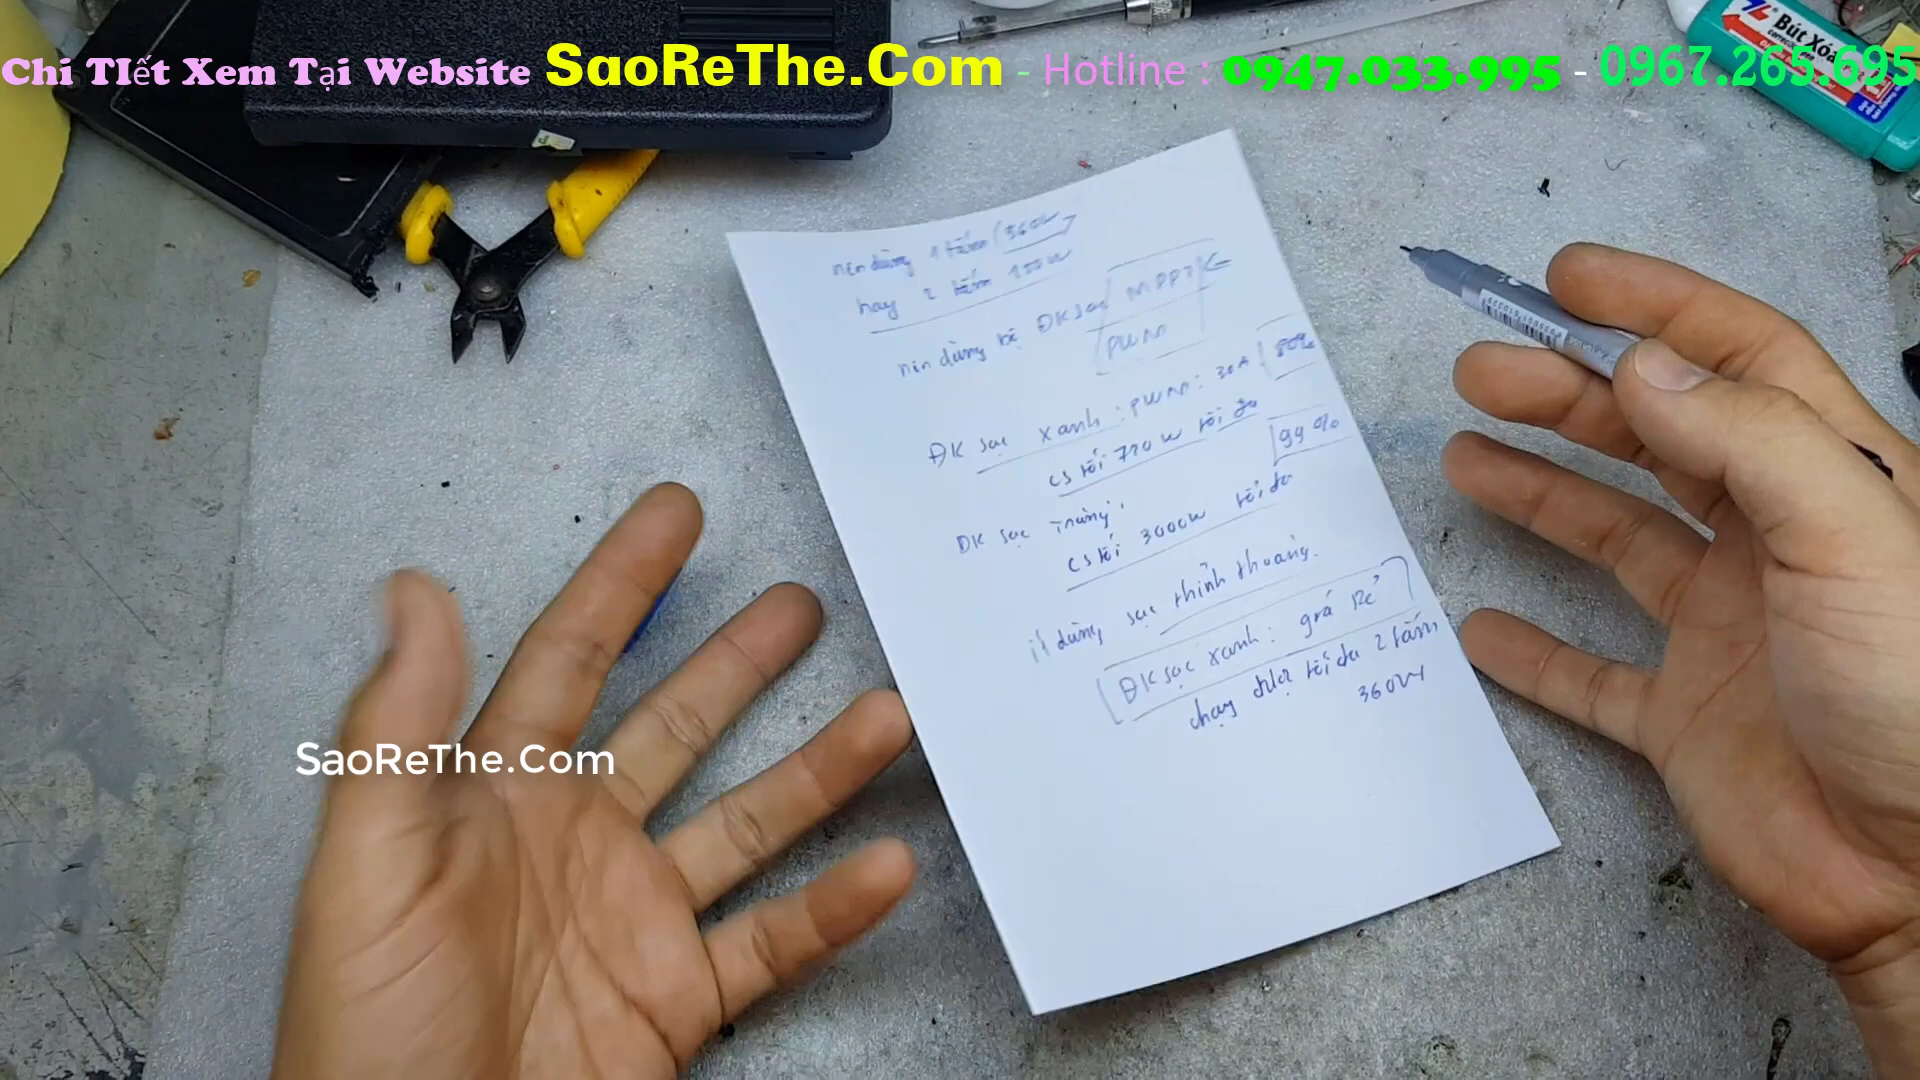 Chi TIết Xem Tại Website SaoReThe.Com - Hotline : 0947.033.995 - 0967.265.695
Bút Xóa
nên dùng 1 tấm 360w
hay 2 tấm 180w
nên dùng bộ ĐK sạc MPPT
PWM
ĐK sạc xanh : PWM : 30A 80%
CS tối 720w tối đa
99%
ĐK sạc Trắng :
CS tối 3000w tối đa
ít dùng sạc thỉnh thoảng.
ĐK sạc xanh : giá Rẻ
chạy được tối đa 2 tấm
360W
SaoReThe.Com